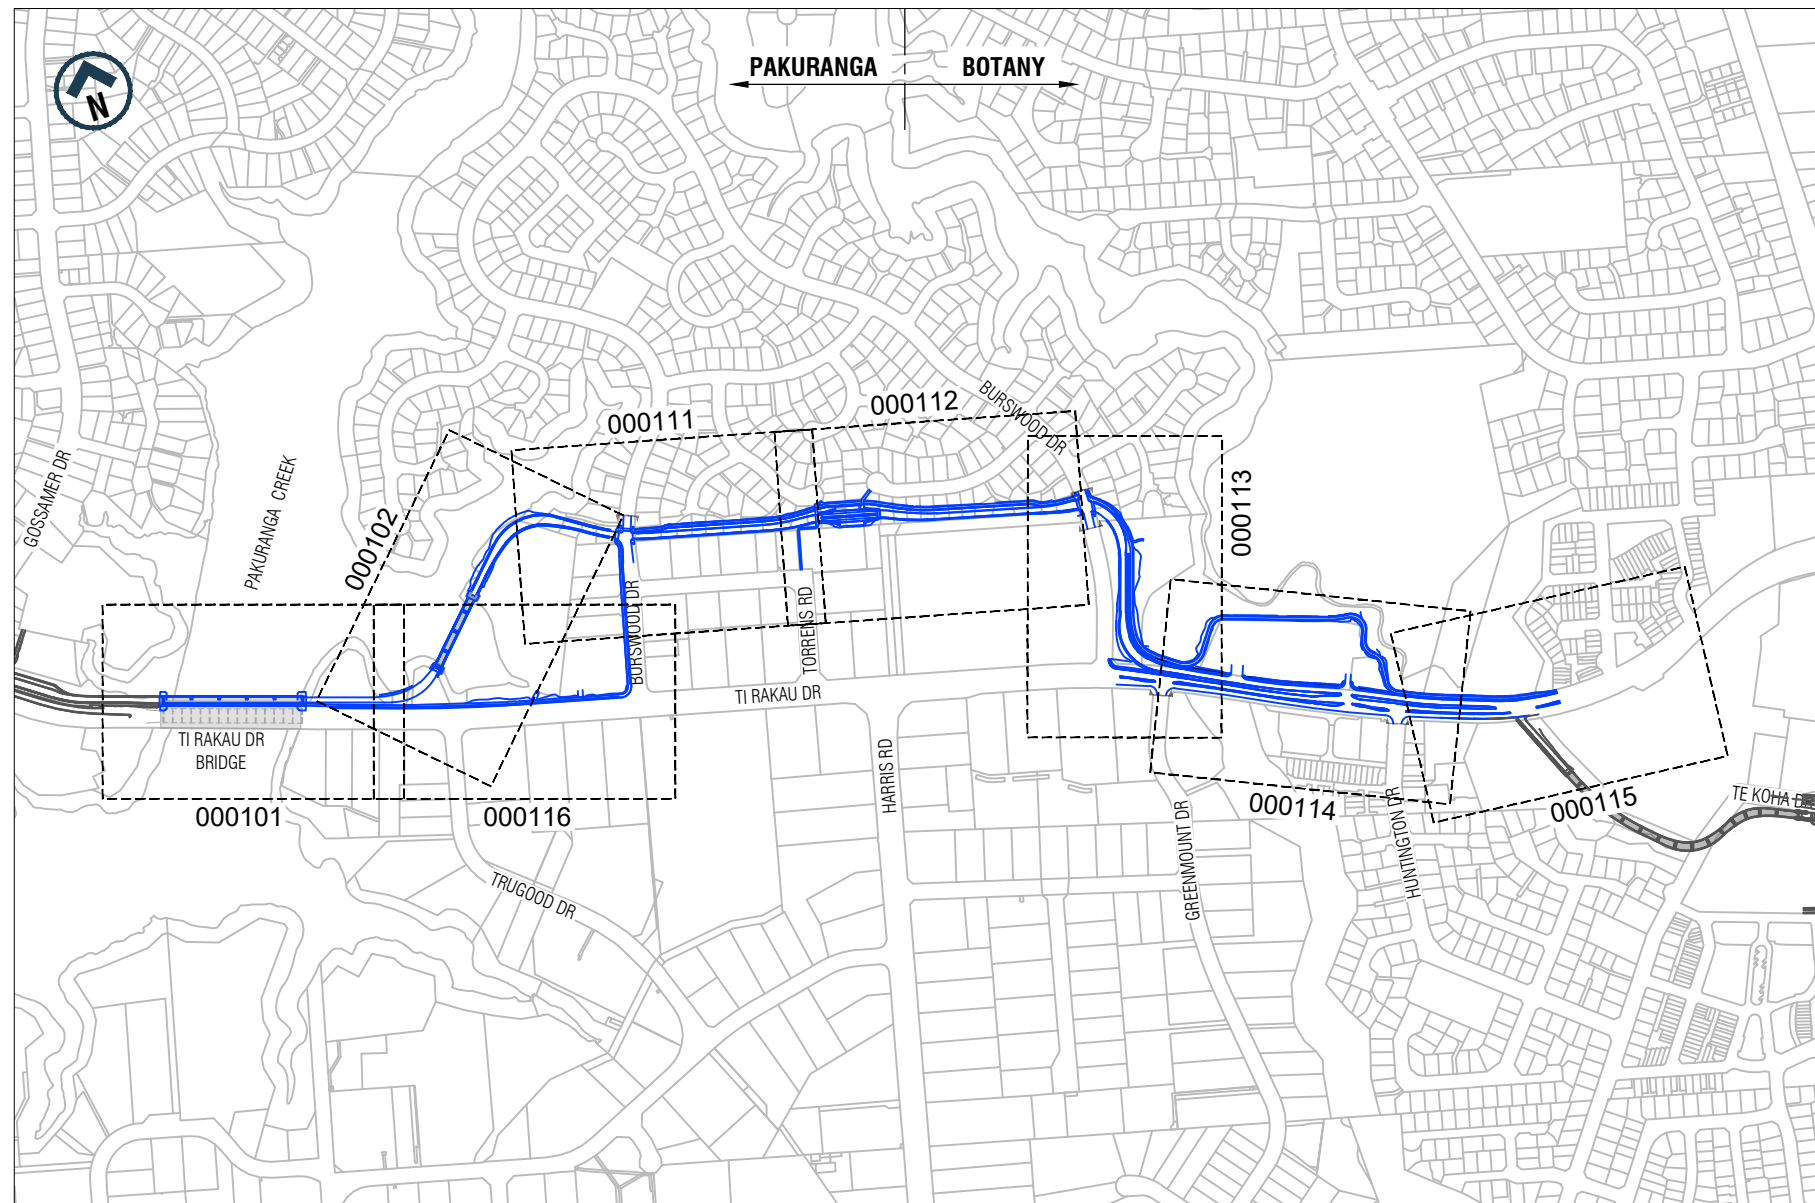 PAKURANGA
BOTANY
N
GOSSAMER DR
PAKURANGA CREEK
000102
000111
000112
BURSWOOD DR
000113
BURSWOOD DR
TORRENS RD
TI RAKAU DR
TI RAKAU DR
BRIDGE
000101
000116
HARRIS RD
TRUGOOD DR
GREENMOUNT DR
000114
HUNTINGTON DR
000115
TE KOHA DR